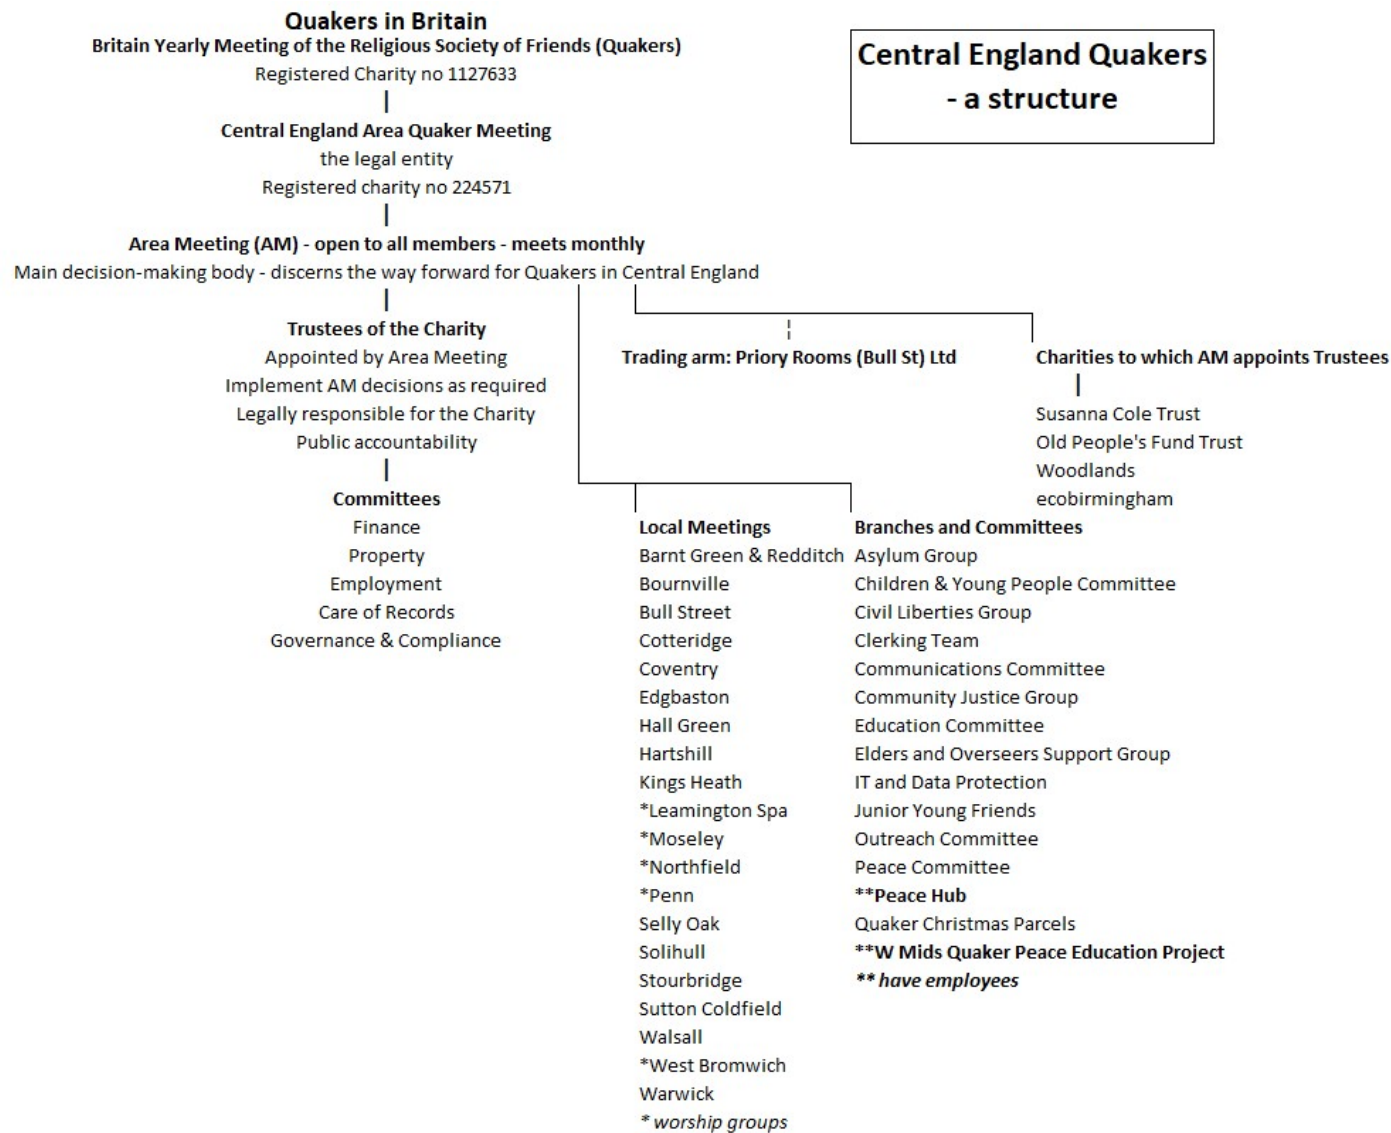 Quakers in Britain
Britain Yearly Meeting of the Religious Society of Friends (Quakers)
Registered Charity no 1127633
Central England Quakers
- a structure
Central England Area Quaker Meeting
the legal entity
Registered charity no 224571
Area Meeting (AM) - open to all members - meets monthly
Main decision-making body - discerns the way forward for Quakers in Central England
Trustees of the Charity
Appointed by Area Meeting
Implement AM decisions as required
Legally responsible for the Charity
Public accountability
Committees
Finance
Property
Employment
Care of Records
Governance & Compliance
Trading arm: Priory Rooms (Bull St) Ltd
Charities to which AM appoints Trustees
Susanna Cole Trust
Old People's Fund Trust
Woodlands
ecobirmingham
Local Meetings
Barnt Green & Redditch
Bournville
Bull Street
Cotteridge
Coventry
Edgbaston
Hall Green
Hartshill
Kings Heath
*Leamington Spa
*Moseley
*Northfield
*Penn
Selly Oak
Solihull
Stourbridge
Sutton Coldfield
Walsall
*West Bromwich
Warwick
* worship groups
Branches and Committees
Asylum Group
Children & Young People Committee
Civil Liberties Group
Clerking Team
Communications Committee
Community Justice Group
Education Committee
Elders and Overseers Support Group
IT and Data Protection
Junior Young Friends
Outreach Committee
Peace Committee
**Peace Hub
Quaker Christmas Parcels
**W Mids Quaker Peace Education Project
** have employees